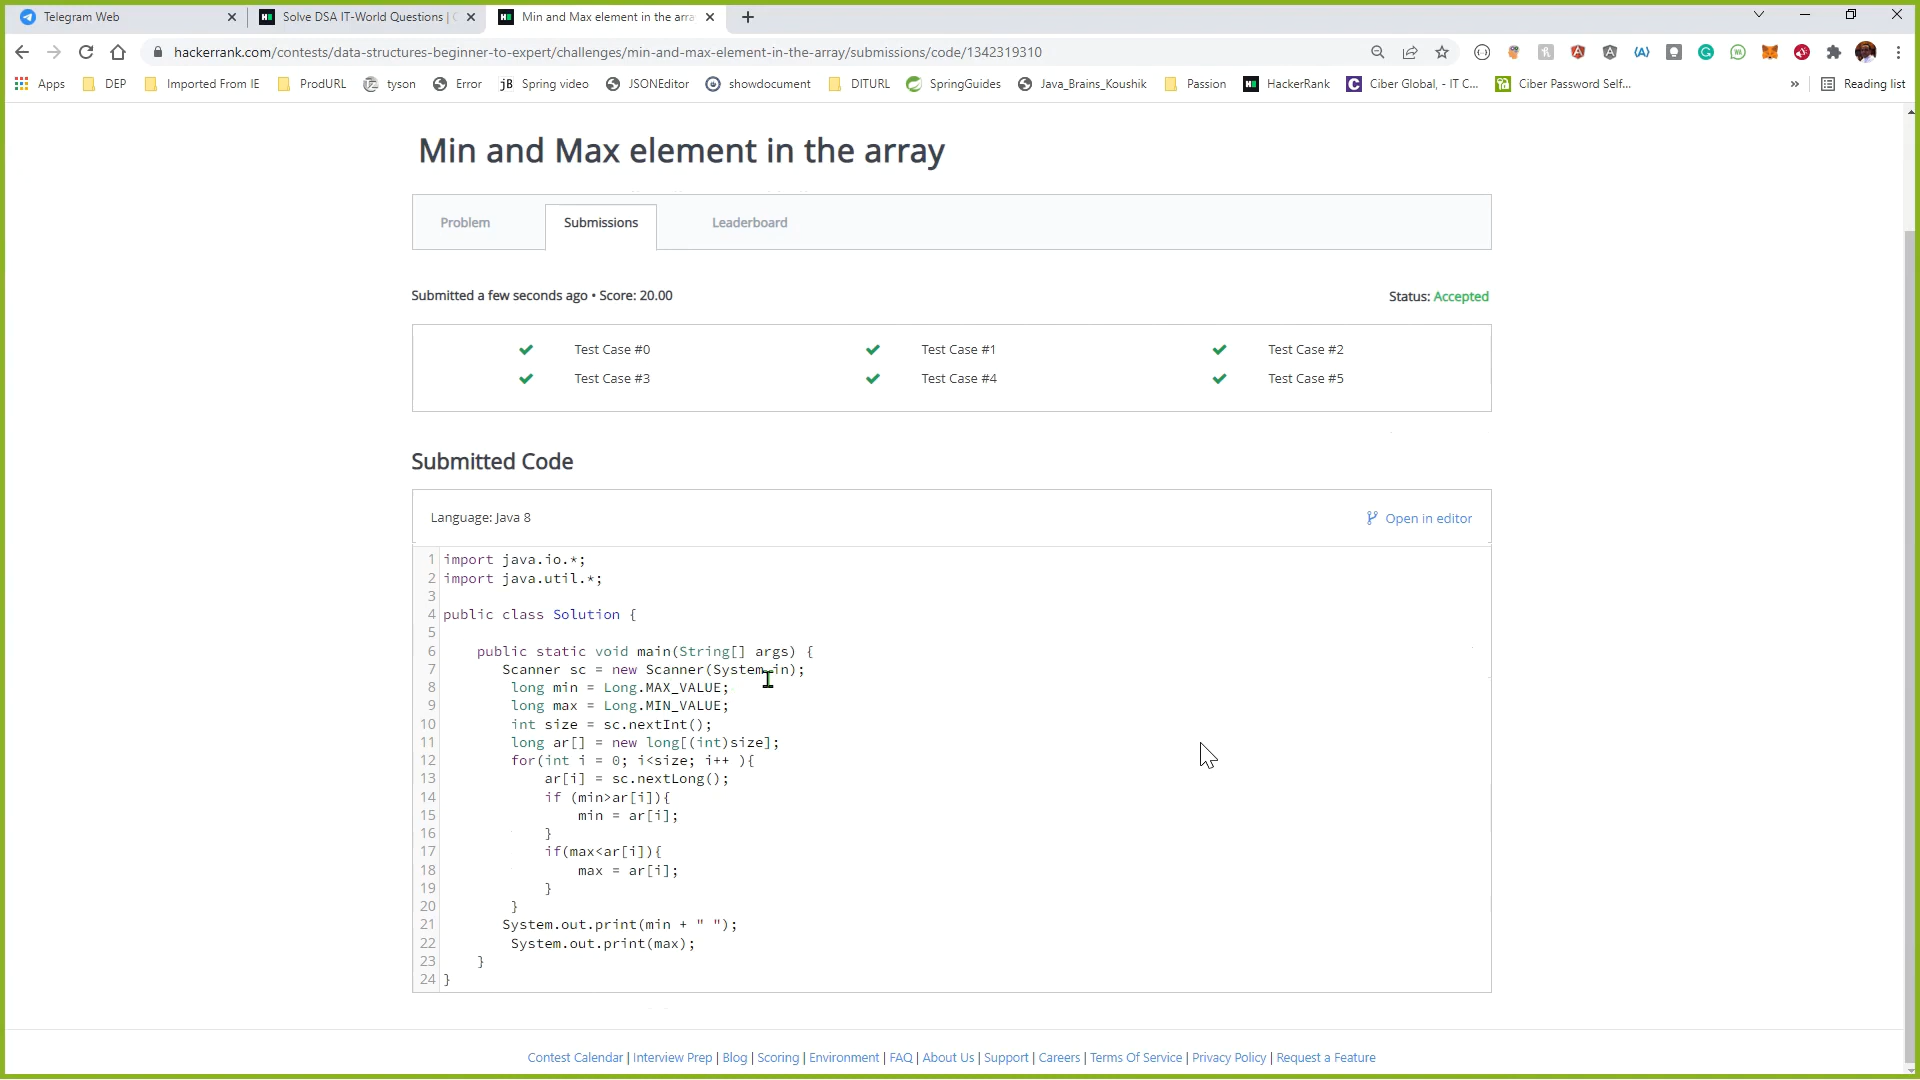 Telegram Web
Solve DSA IT-World Questions |
Min and Max element in the arra
hackerrank.com/contests/data-structures-beginner-to-expert/challenges/min-and-max-element-in-the-array/submissions/code/1342319310
Apps DEP Imported From IE ProdURL tyson Error jB Spring video JSONEditor showdocument DITURL SpringGuides Java_Brains_Koushik Passion HackerRank Ciber Global, - IT C... Ciber Password Self... » Reading list
Min and Max element in the array
Problem Submissions Leaderboard
Submitted a few seconds ago • Score: 20.00 Status: Accepted
Test Case #0 Test Case #1 Test Case #2
Test Case #3 Test Case #4 Test Case #5
Submitted Code
Language: Java 8 Open in editor
1 import java.io.*;
2 import java.util.*;
3
4 public class Solution {
5
6 public static void main(String[] args) {
7 Scanner sc = new Scanner(System.in);
8 long min = Long.MAX_VALUE;
9 long max = Long.MIN_VALUE;
10 int size = sc.nextInt();
11 long ar[] = new long[(int)size];
12 for(int i = 0; i<size; i++ ){
13 ar[i] = sc.nextLong();
14 if (min>ar[i]){
15 min = ar[i];
16 }
17 if(max<ar[i]){
18 max = ar[i];
19 }
20 }
21 System.out.print(min + " ");
22 System.out.print(max);
23 }
24 }
Contest Calendar | Interview Prep | Blog | Scoring | Environment | FAQ | About Us | Support | Careers | Terms Of Service | Privacy Policy | Request a Feature